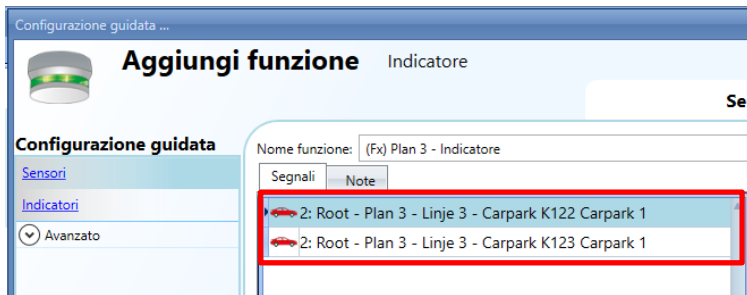 Configurazione guidata ...
Aggiungi funzione Indicatore
Se
Configurazione guidata
Sensori
Indicatori
Avanzato
Nome funzione: (Fx) Plan 3 - Indicatore
Segnali Note
2: Root - Plan 3 - Linje 3 - Carpark K122 Carpark 1
2: Root - Plan 3 - Linje 3 - Carpark K123 Carpark 1